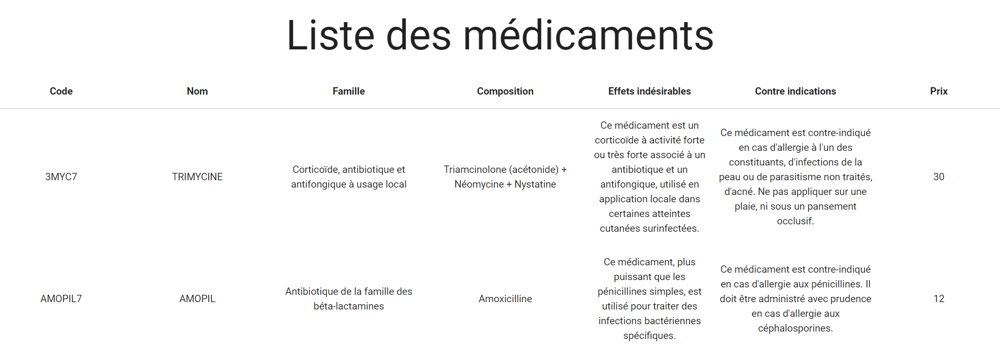 Liste des médicaments
Code Nom Famille Composition Effets indésirables Contre indications Prix
3MYC7
TRIMYCINE
Corticoïde, antibiotique et
antifongique à usage local
Triamcinolone (acétonide) +
Néomycine + Nystatine
Ce médicament est un
corticoïde à activité forte
ou très forte associé à un
antibiotique et un
antifongique, utilisé en
application locale dans
certaines atteintes
cutanées surinfectées.
Ce médicament est contre-indiqué
en cas d'allergie à l'un des
constituants, d'infections de la
peau ou de parasitisme non traités,
d'acné. Ne pas appliquer sur une
plaie, ni sous un pansement
occlusif.
30
AMOPIL7
AMOPIL
Antibiotique de la famille des
béta-lactamines
Amoxicilline
Ce médicament, plus
puissant que les
pénicillines simples, est
utilisé pour traiter des
infections bactériennes
spécifiques.
Ce médicament est contre-indiqué
en cas d'allergie aux pénicillines. Il
doit être administré avec prudence
en cas d'allergie aux
céphalosporines.
12